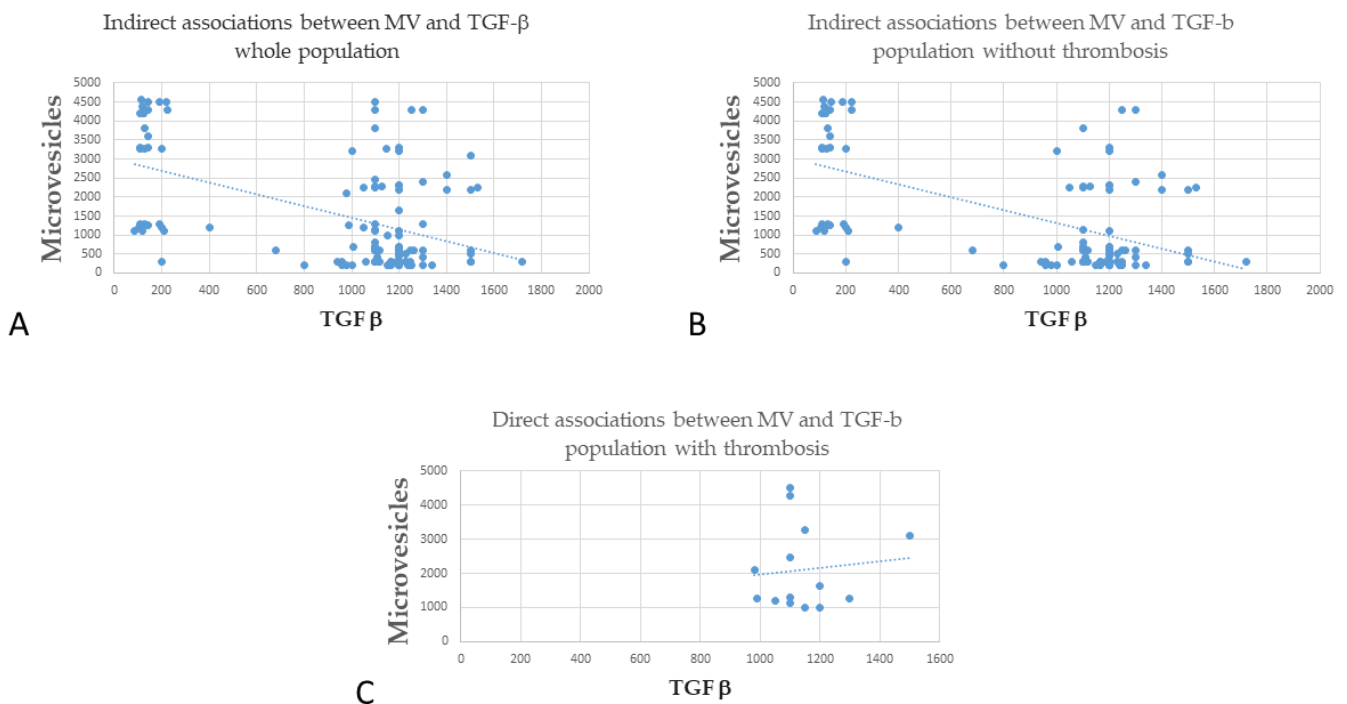 Indirect associations between MV and TGF-β
whole population
Microvesicles
5000
4500
4000
3500
3000
2500
2000
1500
1000
500
0
0 200 400 600 800 1000 1200 1400 1600 1800 2000
TGF β
A
Indirect associations between MV and TGF-b
population without thrombosis
Microvesicles
5000
4500
4000
3500
3000
2500
2000
1500
1000
500
0
0 200 400 600 800 1000 1200 1400 1600 1800 2000
TGF β
B
Direct associations between MV and TGF-b
population with thrombosis
Microvesicles
5000
4000
3000
2000
1000
0
0 200 400 600 800 1000 1200 1400 1600
TGF β
C